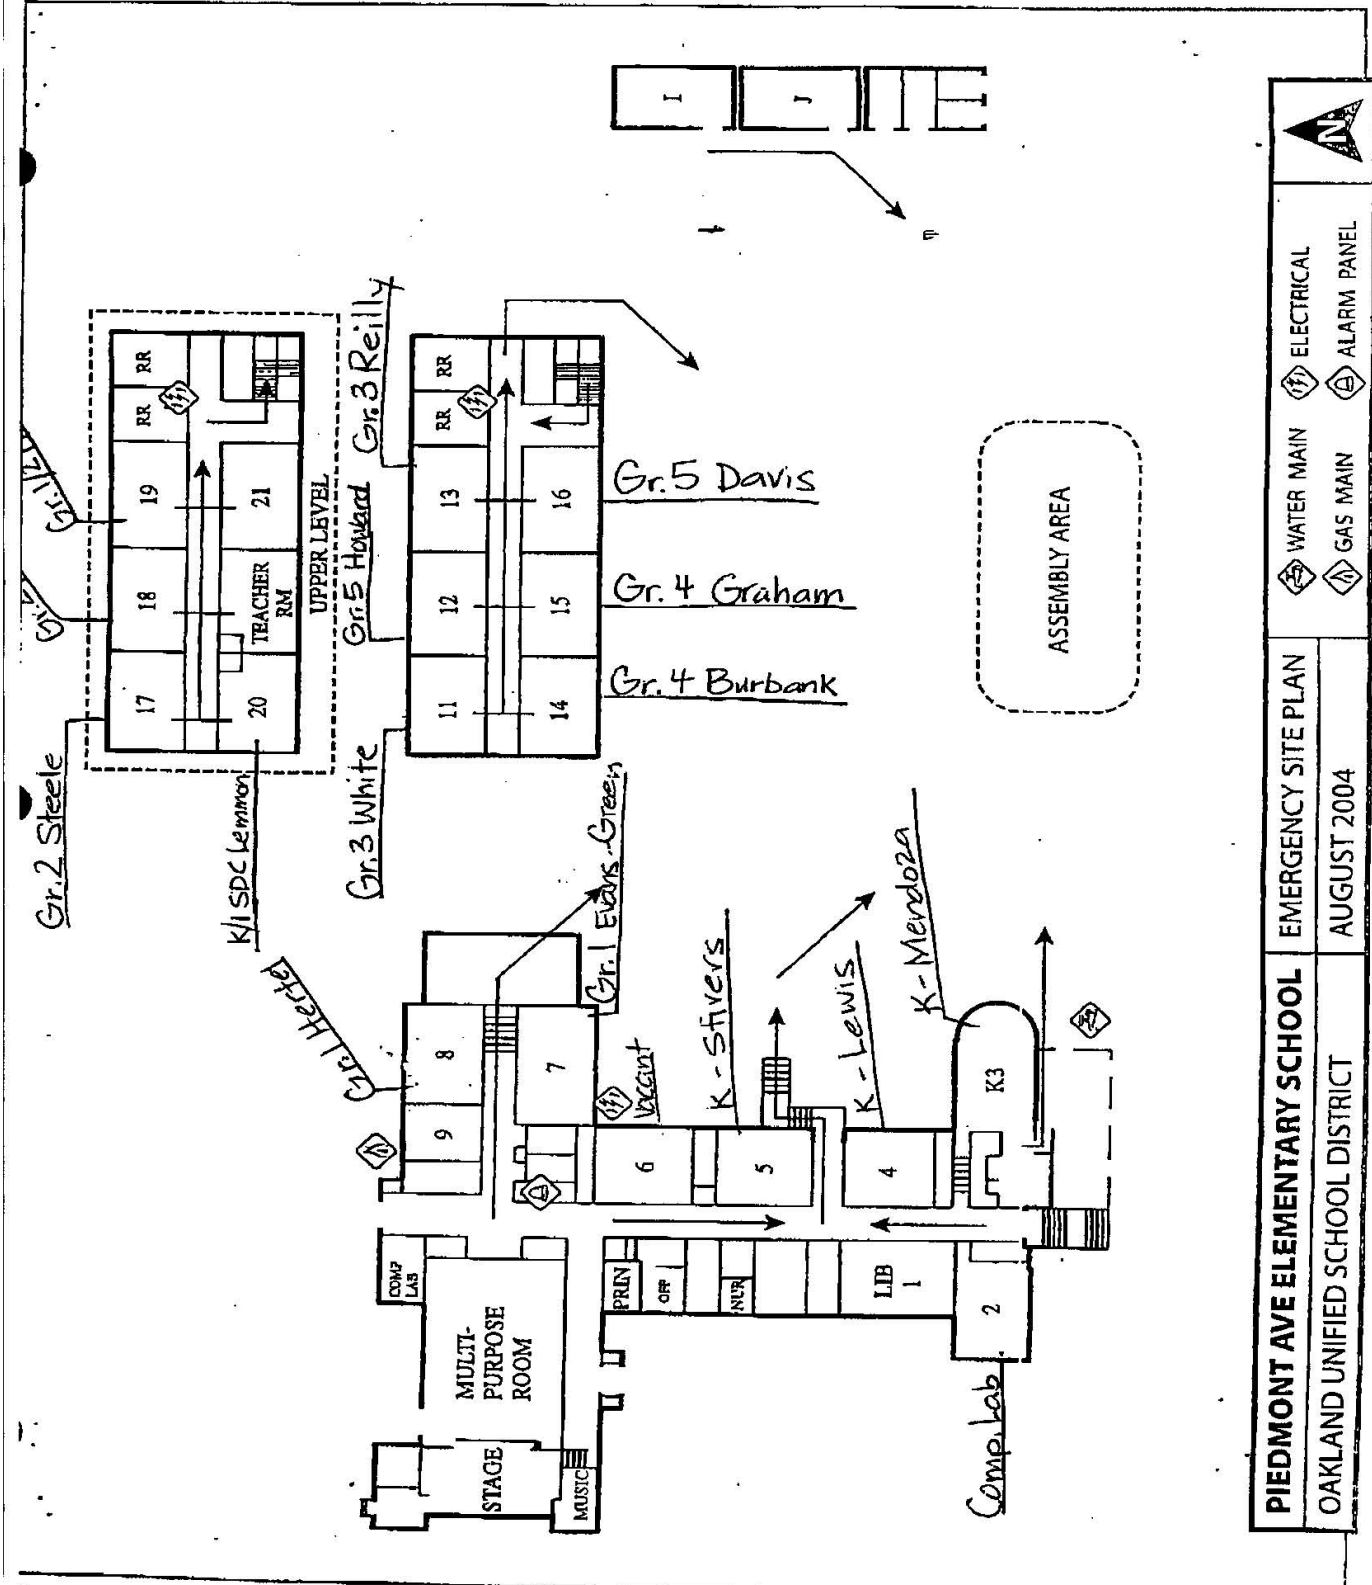 Gr. 1/2
Gr. 2 Steele
K/1 SDC Lemmon
17
18
19
RR
RR
20
TEACHER
RM
21
UPPER LEVEL
Gr. 3 White
Gr. 5 Howard
Gr. 3 Reilly
11
12
13
RR
RR
14
15
16
Gr. 4 Burbank
Gr. 4 Graham
Gr. 5 Davis
I
J
Gr. 1 Hertel
Gr. 1 Evans-Green
K - Stivers
K - Lewis
K - Mendoza
Comp. Lab
COMP
LAB
9
8
7
MULTI-
PURPOSE
ROOM
STAGE
MUSIC
PRIN
OFF
NUR
LIB
1
2
6
5
4
K3
ASSEMBLY AREA
PIEDMONT AVE ELEMENTARY SCHOOL
OAKLAND UNIFIED SCHOOL DISTRICT
EMERGENCY SITE PLAN
AUGUST 2004
WATER MAIN
ELECTRICAL
GAS MAIN
ALARM PANEL
N